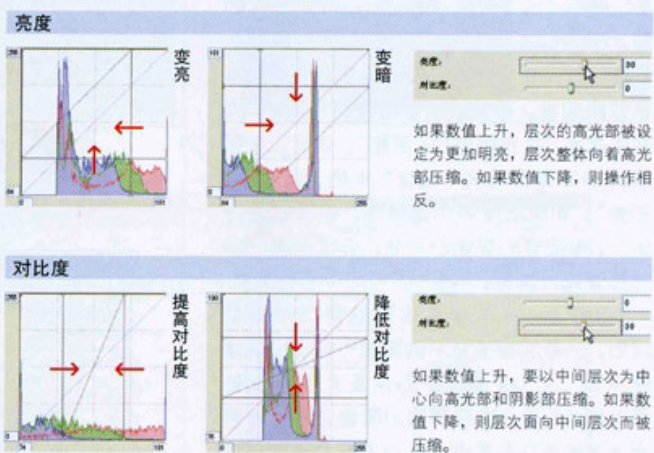 亮度
变亮
变暗
亮度:
30
对比度:
0
如果数值上升，层次的高光部被设
定为更加明亮，层次整体向着高光
部压缩。如果数值下降，则操作相
反。
对比度
提高对比度
降低对比度
亮度:
0
对比度:
30
如果数值上升，要以中间层次为中
心向高光部和阴影部压缩。如果数
值下降，则层次面向中间层次而被
压缩。